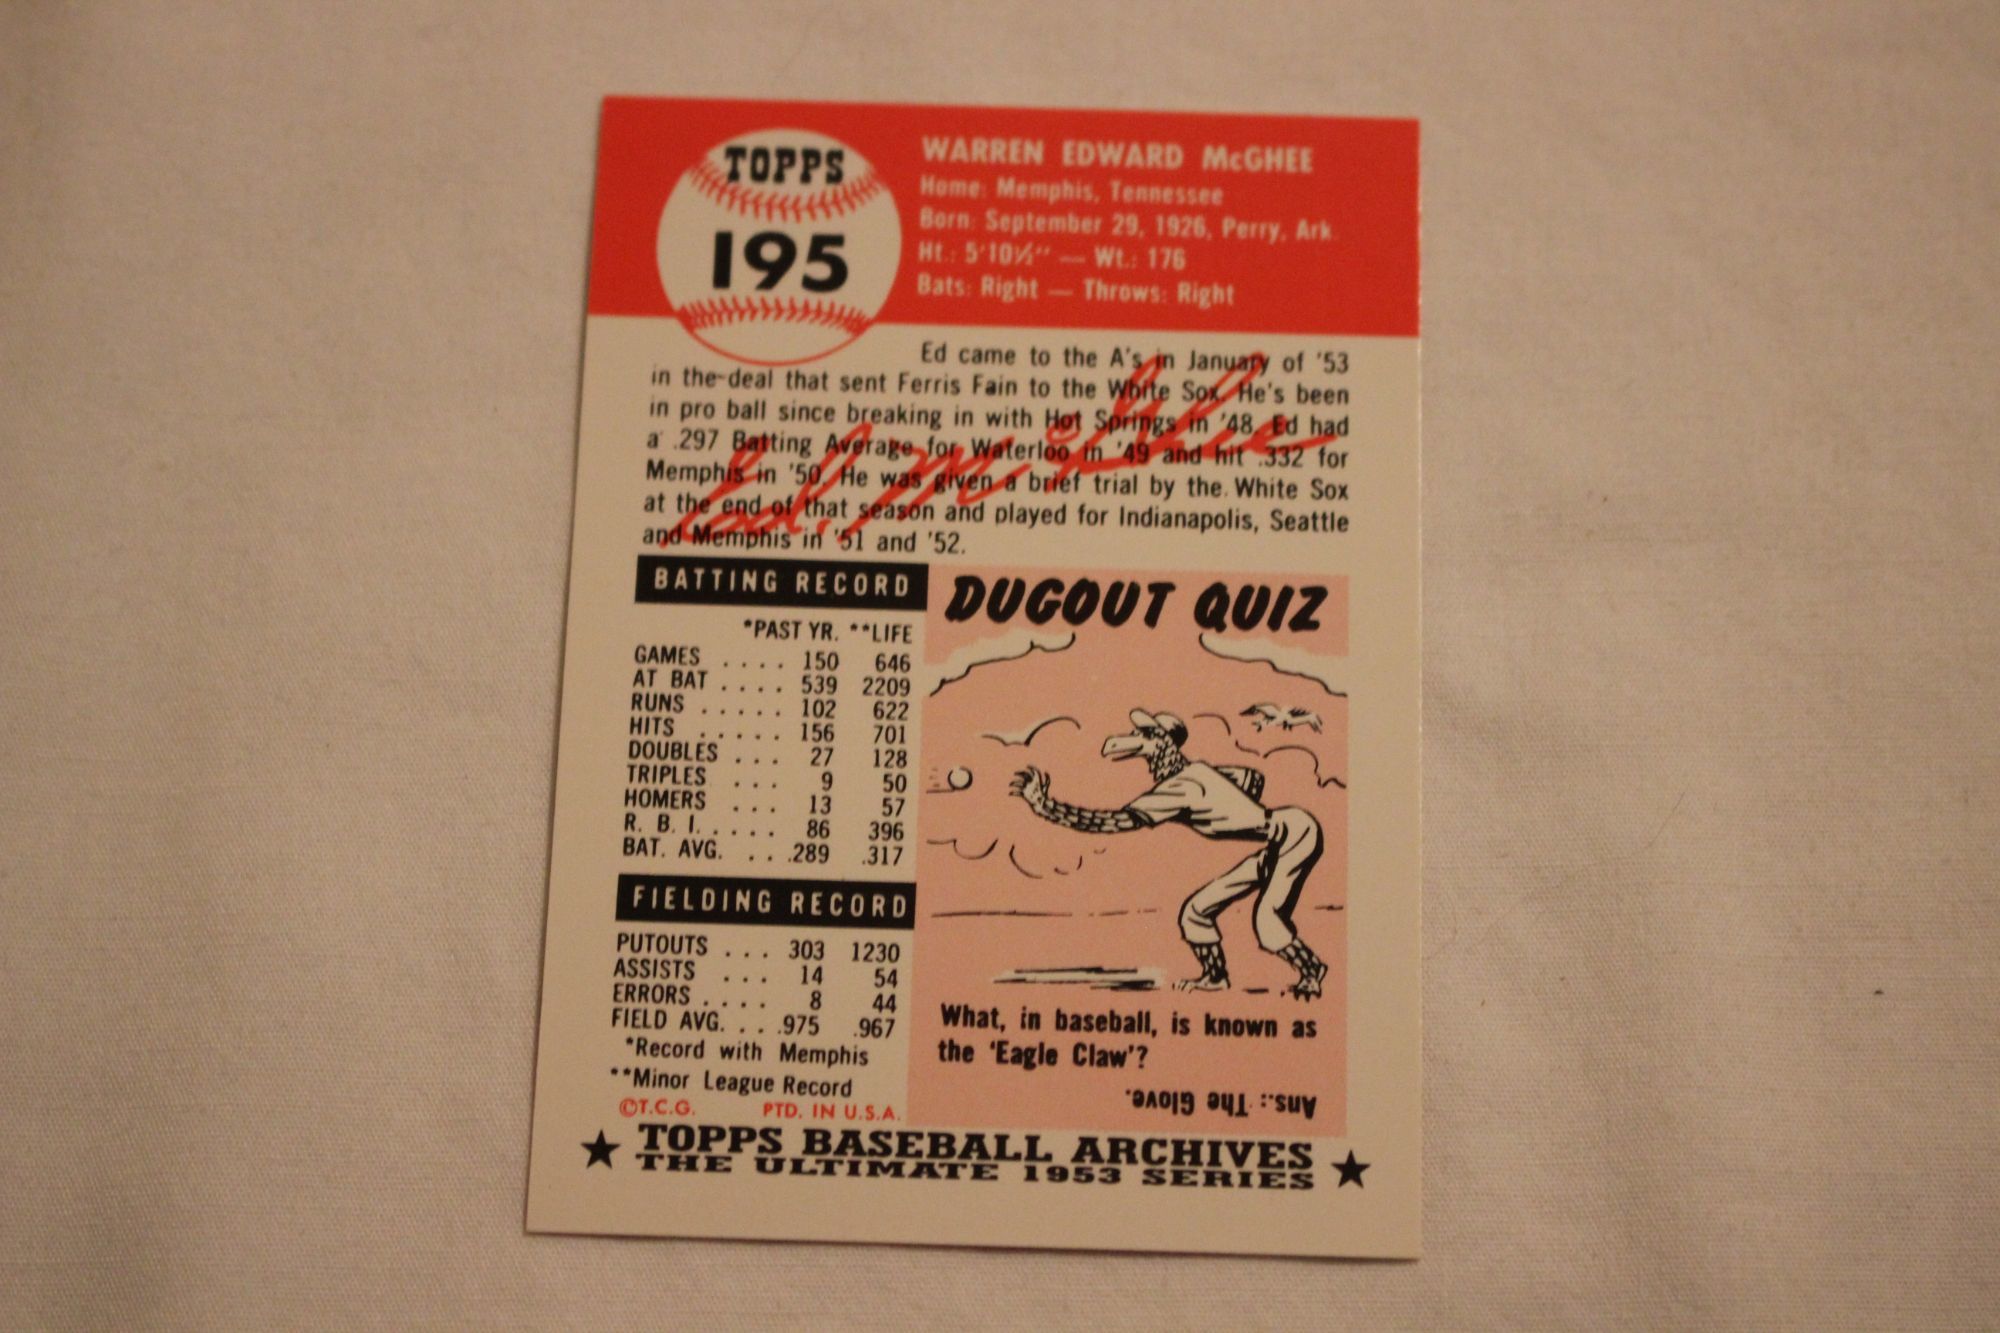 TOPPS
195
WARREN EDWARD McGHEE
Home: Memphis, Tennessee
Born: September 29, 1926, Perry, Ark.
Ht.: 5'10½" — Wt.: 176
Bats: Right — Throws: Right
Ed came to the A's in January of '53
in the deal that sent Ferris Fain to the White Sox. He's been
in pro ball since breaking in with Hot Springs in '48. Ed had
a .297 Batting Average for Waterloo in '49 and hit .332 for
Memphis in '50. He was given a brief trial by the White Sox
at the end of that season and played for Indianapolis, Seattle
and Memphis in '51 and '52.
Ed. McGhee
BATTING RECORD
*PAST YR. **LIFE
GAMES .... 150 646
AT BAT .... 539 2209
RUNS ..... 102 622
HITS ..... 156 701
DOUBLES ... 27 128
TRIPLES ... 9 50
HOMERS ... 13 57
R. B. I. .... 86 396
BAT. AVG. ... .289 .317
FIELDING RECORD
PUTOUTS ... 303 1230
ASSISTS ... 14 54
ERRORS .... 8 44
FIELD AVG. ... .975 .967
*Record with Memphis
**Minor League Record
©T.C.G. PTD. IN U.S.A.
DUGOUT QUIZ
What, in baseball, is known as
the 'Eagle Claw'?
Ans.: The Glove.
★ TOPPS BASEBALL ARCHIVES ★
THE ULTIMATE 1953 SERIES